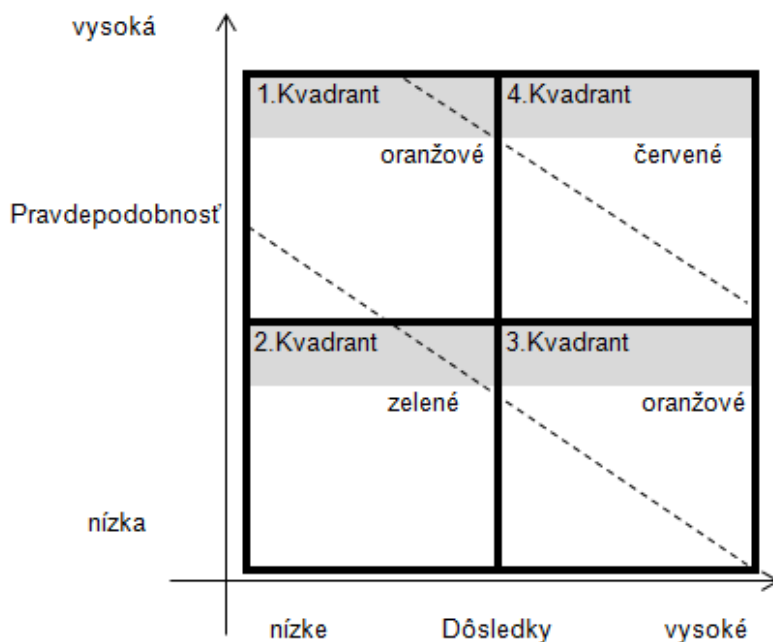 vysoká
1.Kvadrant
4.Kvadrant
oranžové
červené
Pravdepodobnosť
2.Kvadrant
3.Kvadrant
zelené
oranžové
nízka
nízke
Dôsledky
vysoké